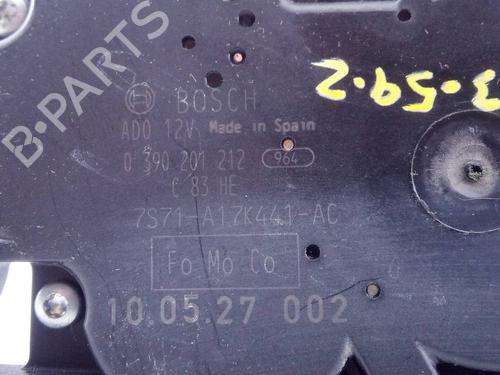 B-PARTS
BOSCH
3-59-2
AD0 12V Made in Spain
0 390 201 212 964
C 83 HE
7S71-A17K441-AC
Fo Mo Co
10 05.27 002